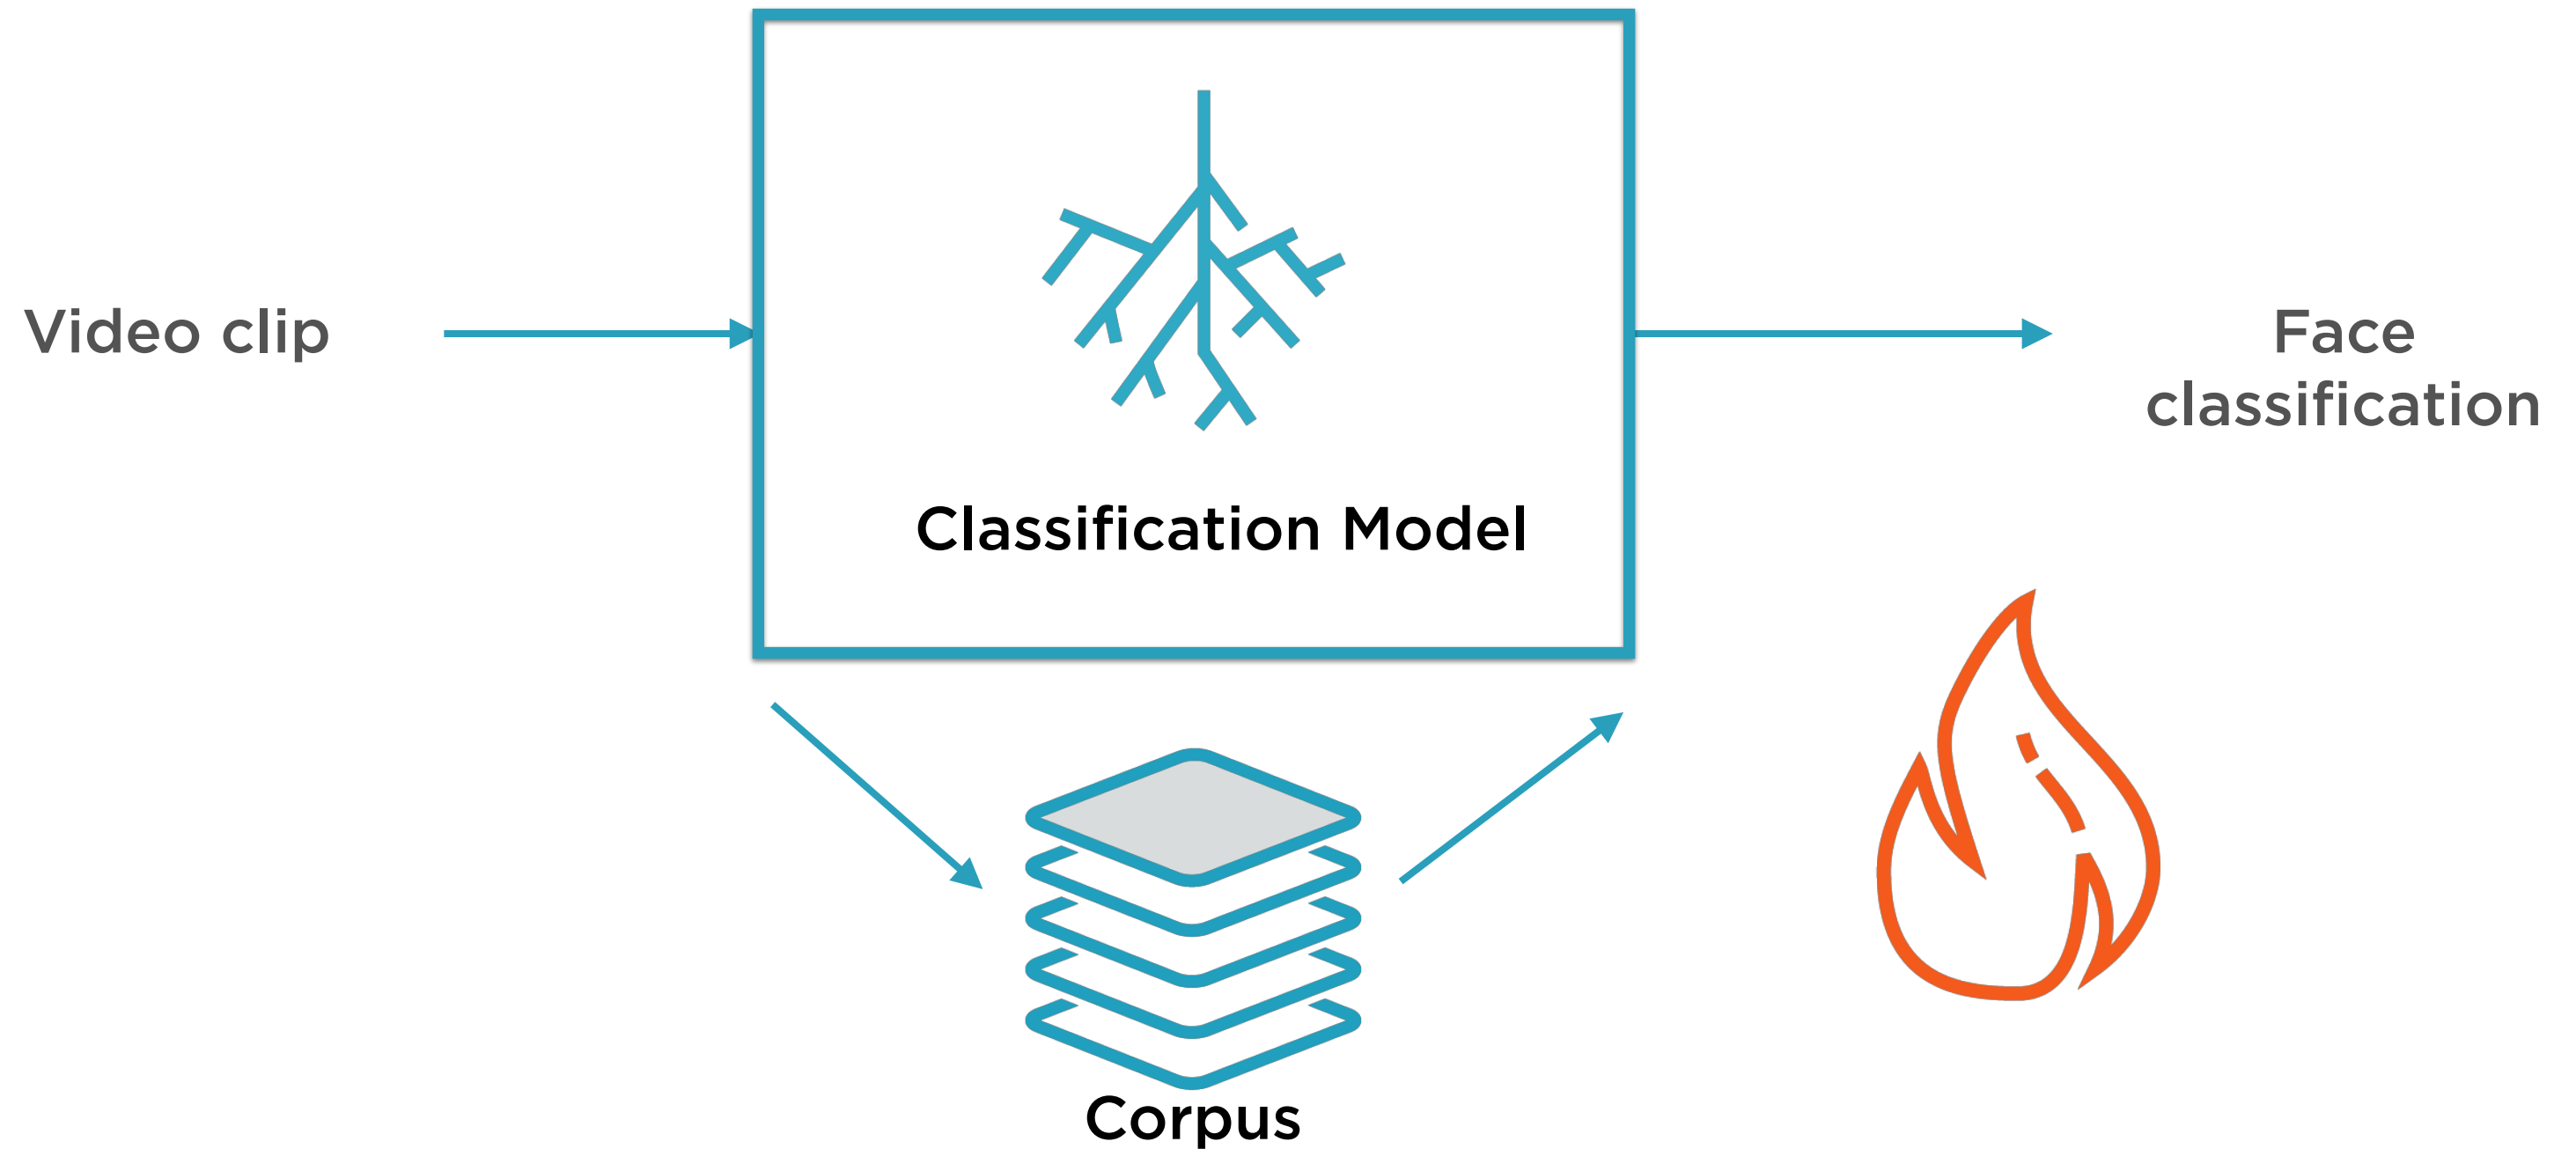 Video clip
Classification Model
Face
classification
Corpus